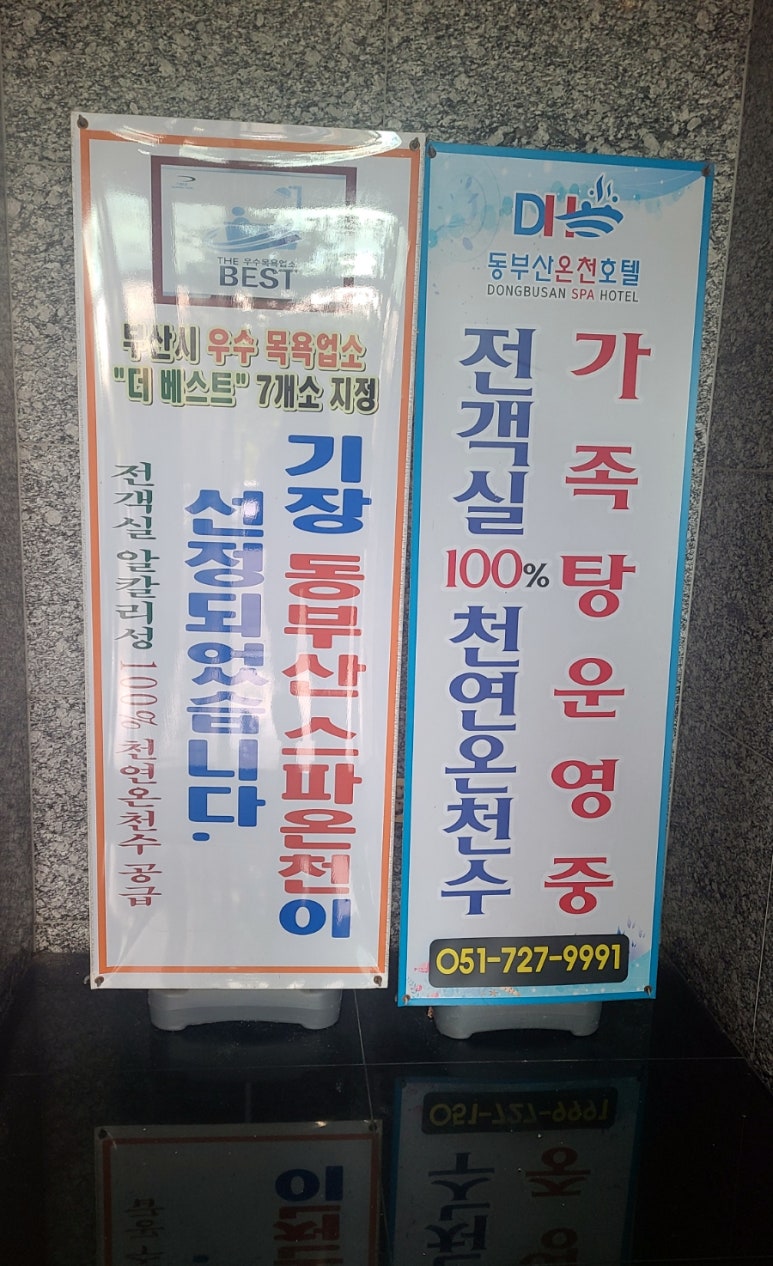 THE 우수목욕업소
BEST
부산시 우수 목욕업소
"더 베스트" 7개소 지정
기장 동부산 스파온천이
선정되었습니다.
전객실 알칼리성 100% 천연온천수 공급
DH
동부산온천호텔
DONGBUSAN SPA HOTEL
가족탕운영중
전객실 100% 천연온천수
051-727-9991